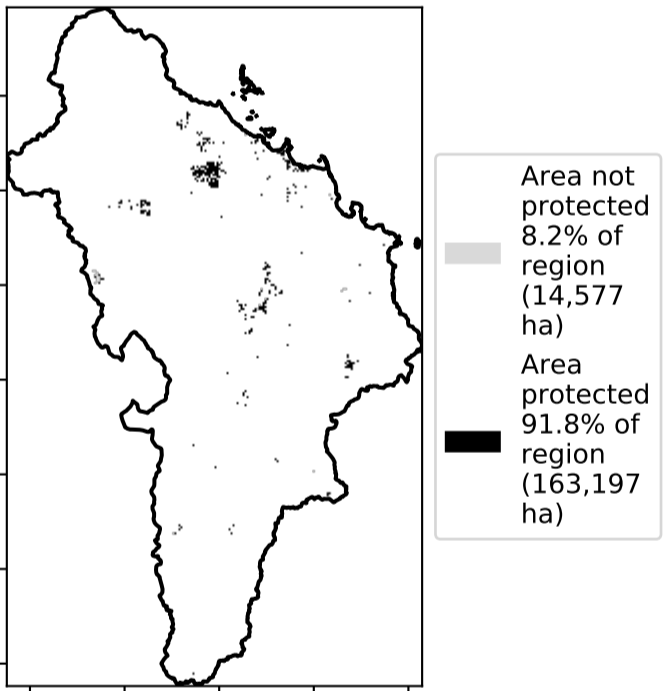 Area not
protected
8.2% of
region
(14,577
ha)
Area
protected
91.8% of
region
(163,197
ha)